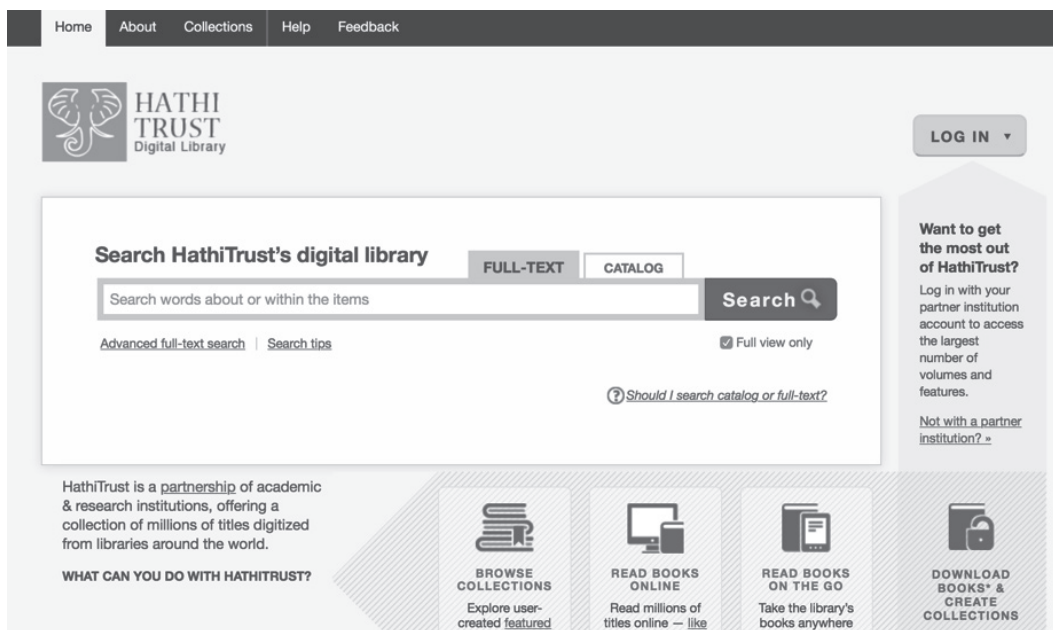 Home About Collections Help Feedback
HATHI
TRUST
Digital Library
LOG IN
Search HathiTrust's digital library
FULL-TEXT CATALOG
Search words about or within the items
Search
Advanced full-text search | Search tips
Full view only
? Should I search catalog or full-text?
Want to get
the most out
of HathiTrust?
Log in with your
partner institution
account to access
the largest
number of
volumes and
features.
Not with a partner
institution? »
HathiTrust is a partnership of academic
& research institutions, offering a
collection of millions of titles digitized
from libraries around the world.
WHAT CAN YOU DO WITH HATHITRUST?
BROWSE
COLLECTIONS
Explore user-
created featured
READ BOOKS
ONLINE
Read millions of
titles online — like
READ BOOKS
ON THE GO
Take the library's
books anywhere
DOWNLOAD
BOOKS* &
CREATE
COLLECTIONS